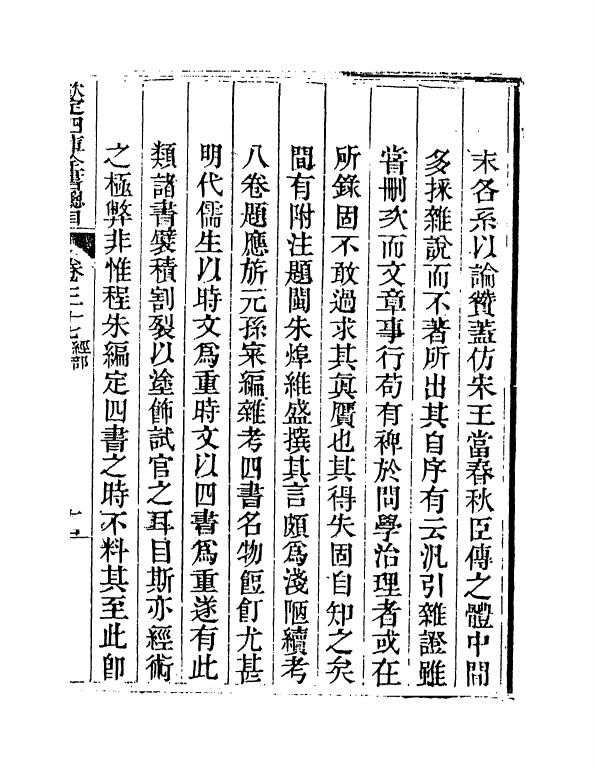 末各系以論贊蓋仿宋王當春秋臣傳之體中間
多採雜說而不著所出其自序有云汎引雜證雖
嘗刪次而文章事行苟有裨於問學治理者或在
所錄固不敢過求其眞贗也其得失固自知之矣
間有附注題閩朱焯維盛撰其言頗爲淺陋續考
八卷題應旂元孫寀編雜考四書名物餖飣尤甚
明代儒生以時文爲重時文以四書爲重遂有此
類諸書襞積割裂以塗飾試官之耳目斯亦經術
之極弊非惟程朱編定四書之時不料其至此卽
欽定四庫全書總目 卷三十七 經部